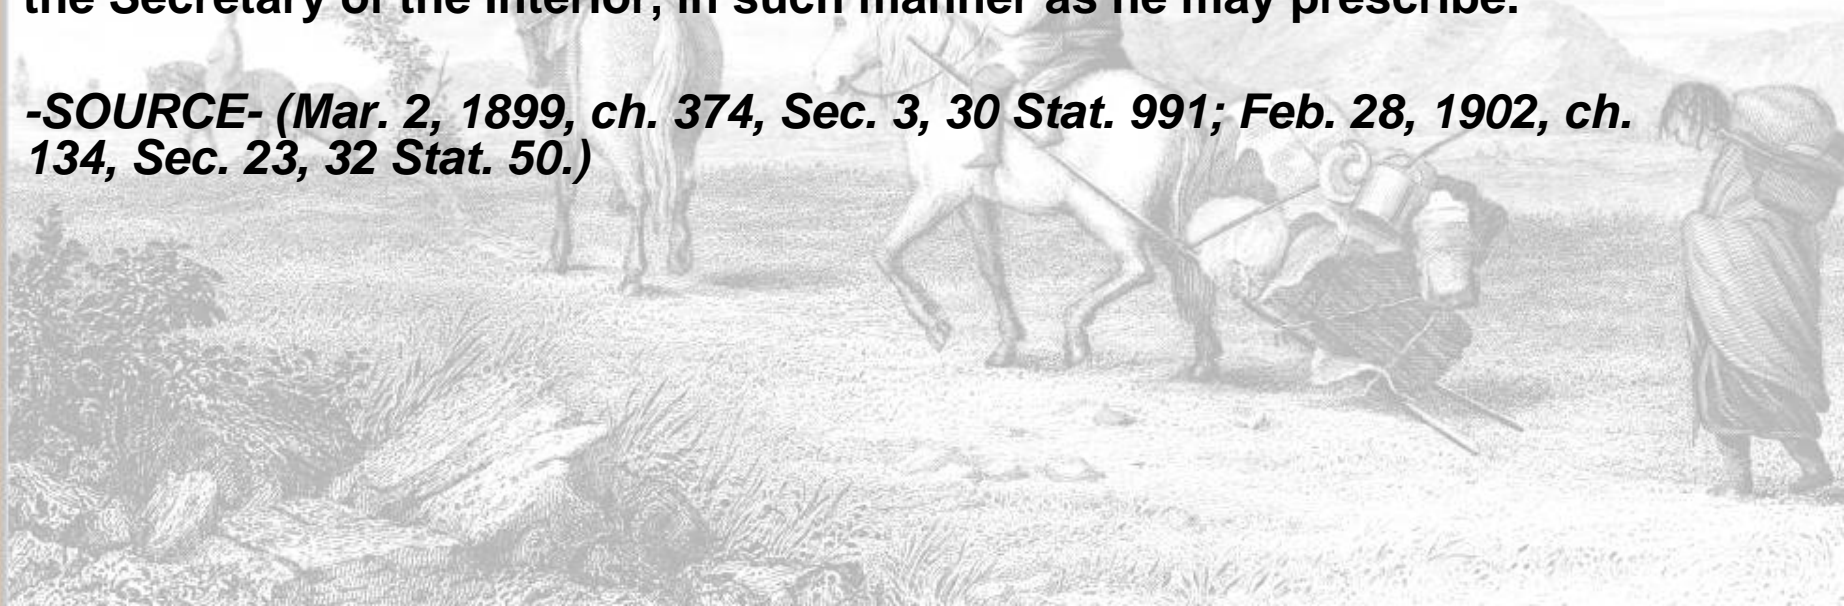 the Secretary of the Interior, in such manner as he may prescribe.
-SOURCE- (Mar. 2, 1899, ch. 374, Sec. 3, 30 Stat. 991; Feb. 28, 1902, ch.
134, Sec. 23, 32 Stat. 50.)